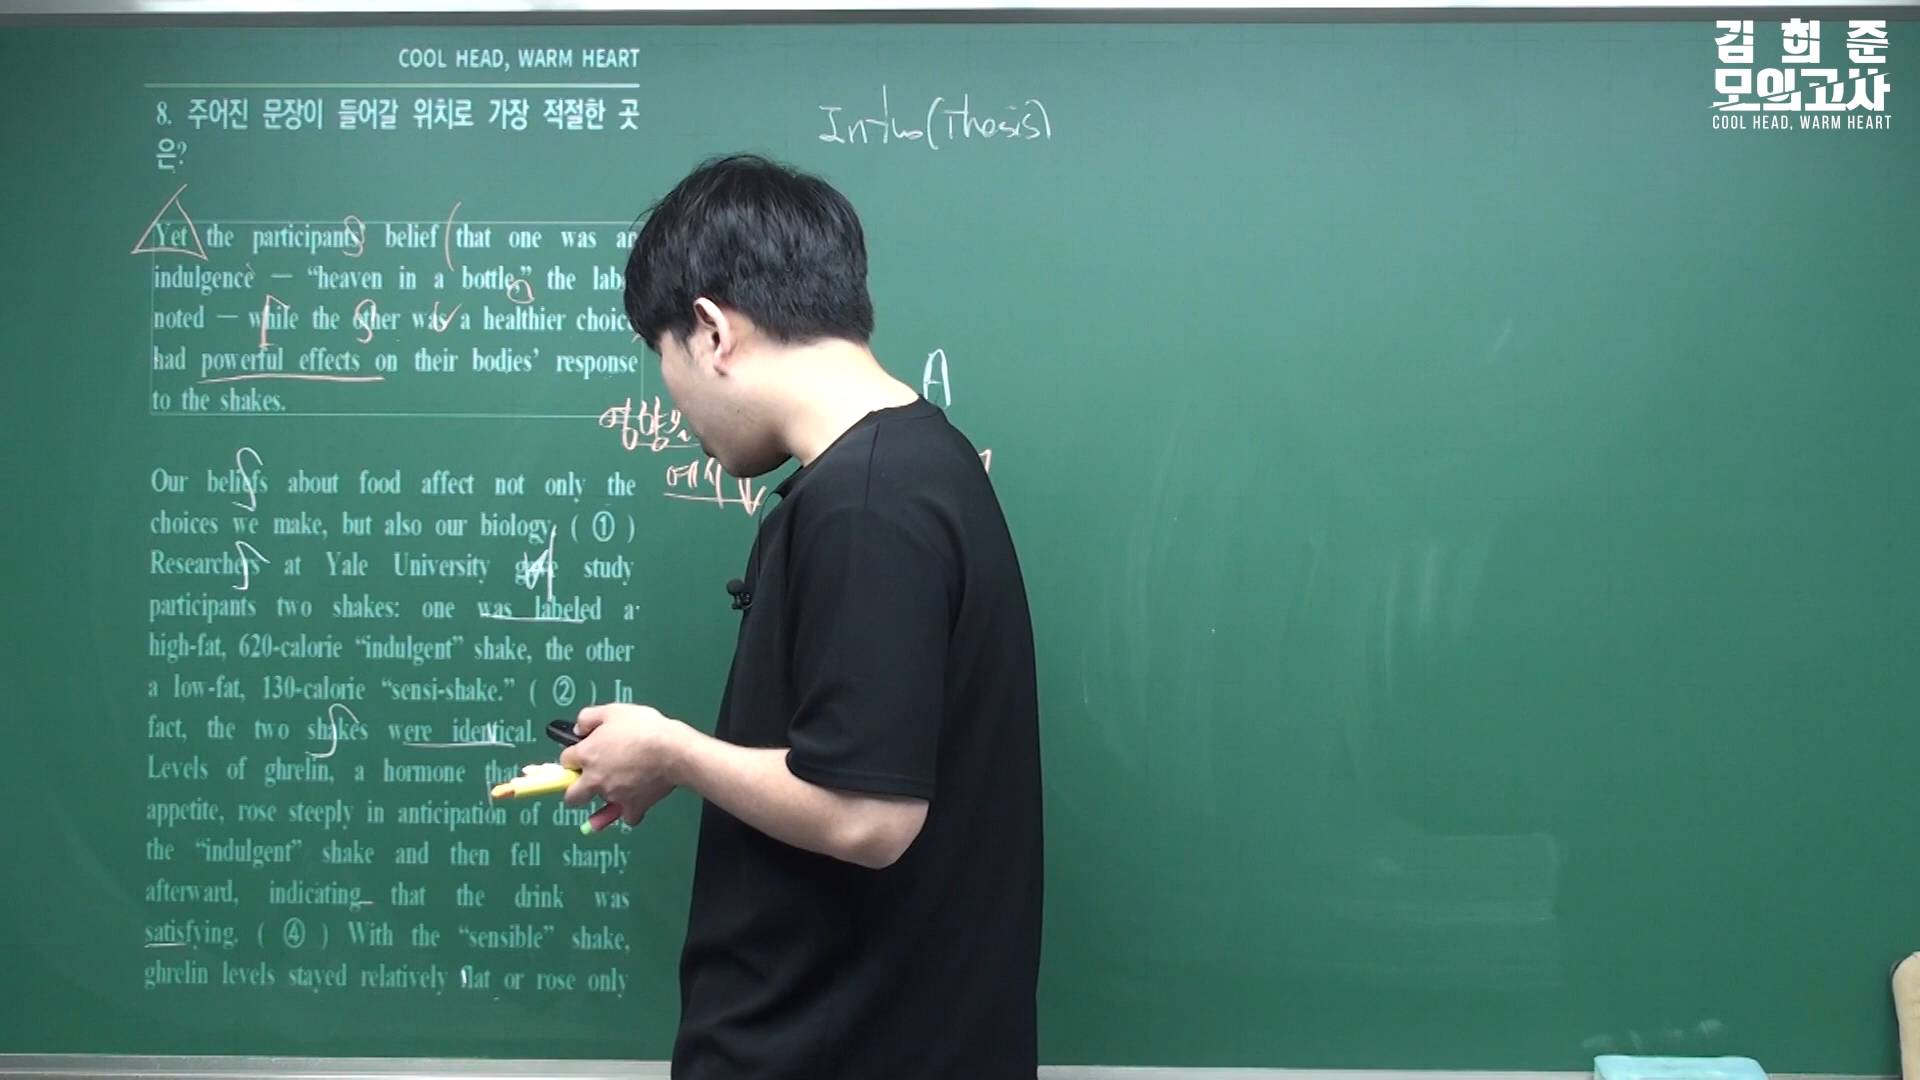 COOL HEAD, WARM HEART
8. 주어진 문장이 들어갈 위치로 가장 적절한 곳
은?
Yet the participants' belief (that one was an
indulgence — “heaven in a bottle,” the
noted — while the other was a healthier
had powerful effects on their bodies’ response
to the shakes.
Our beliefs about food affect not only the
choices we make, but also our biology. ( ① )
Researchers at Yale University gave study
participants two shakes: one was labeled a
high-fat, 620-calorie “indulgent” shake, the other
a low-fat, 130-calorie “sensi-shake.” ( ② ) In
fact, the two shakes were identical.
Levels of ghrelin, a hormone that
appetite, rose steeply in anticipation of
the “indulgent” shake and then fell sharply
afterward, indicating that the drink was
satisfying. ( ④ ) With the “sensible” shake,
ghrelin levels stayed relatively flat or rose only
Intro(Thesis)
A
영향
예시
김희준
모의고사
COOL HEAD, WARM HEART